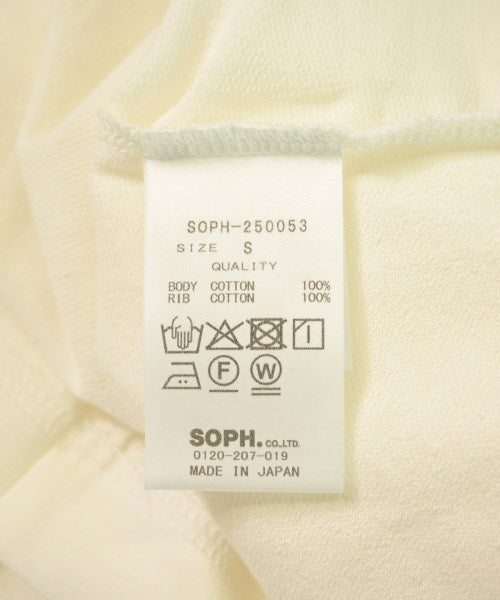 SOPH-250053
SIZE S
QUALITY
BODY COTTON 100%
RIB COTTON 100%
F W
SOPH.CO.,LTD.
0120-207-019
MADE IN JAPAN